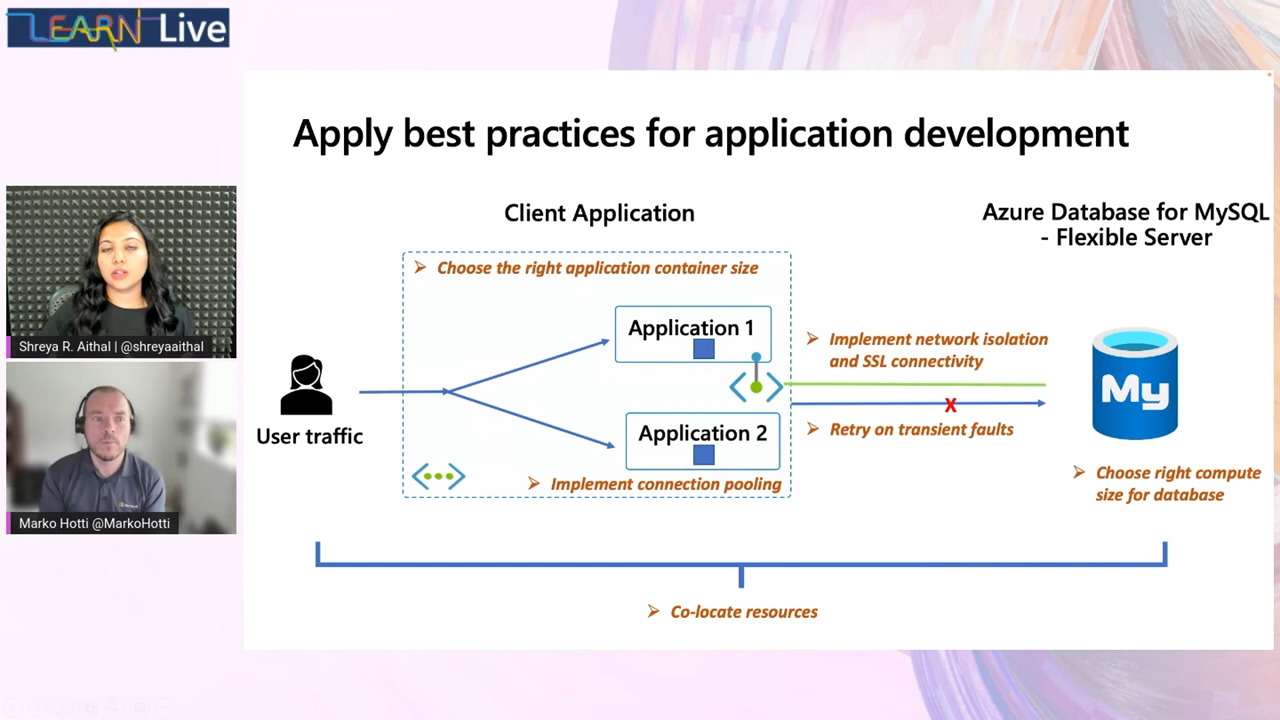 LEARN Live
Apply best practices for application development
Client Application
Azure Database for MySQL
- Flexible Server
Choose the right application container size
Application 1
Implement network isolation
and SSL connectivity
My
X
Application 2
Retry on transient faults
User traffic
Implement connection pooling
Choose right compute
size for database
Co-locate resources
Shreya R. Aithal | @shreyaaithal
Marko Hotti @MarkoHotti